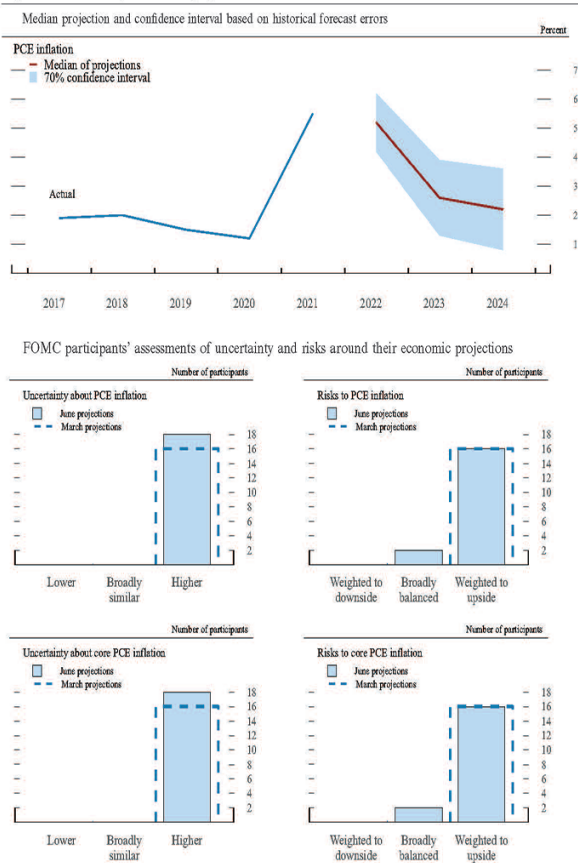 Median projection and confidence interval based on historical forecast errors
Percent
PCE inflation
Median of projections
70% confidence interval
7
6
5
4
3
2
1
Actual
2017 2018 2019 2020 2021 2022 2023 2024
FOMC participants' assessments of uncertainty and risks around their economic projections
Number of participants
Uncertainty about PCE inflation
June projections
March projections
18
16
14
12
10
8
6
4
2
Lower Broadly similar Higher
Number of participants
Risks to PCE inflation
June projections
March projections
18
16
14
12
10
8
6
4
2
Weighted to downside Broadly balanced Weighted to upside
Number of participants
Uncertainty about core PCE inflation
June projections
March projections
18
16
14
12
10
8
6
4
2
Lower Broadly similar Higher
Number of participants
Risks to core PCE inflation
June projections
March projections
18
16
14
12
10
8
6
4
2
Weighted to downside Broadly balanced Weighted to upside